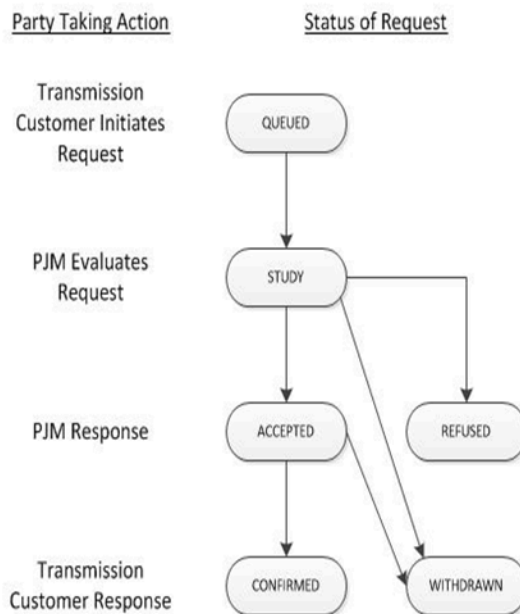 Party Taking Action
Status of Request
Transmission
Customer Initiates
Request
QUEUED
PJM Evaluates
Request
STUDY
PJM Response
ACCEPTED
REFUSED
Transmission
Customer Response
CONFIRMED
WITHDRAWN